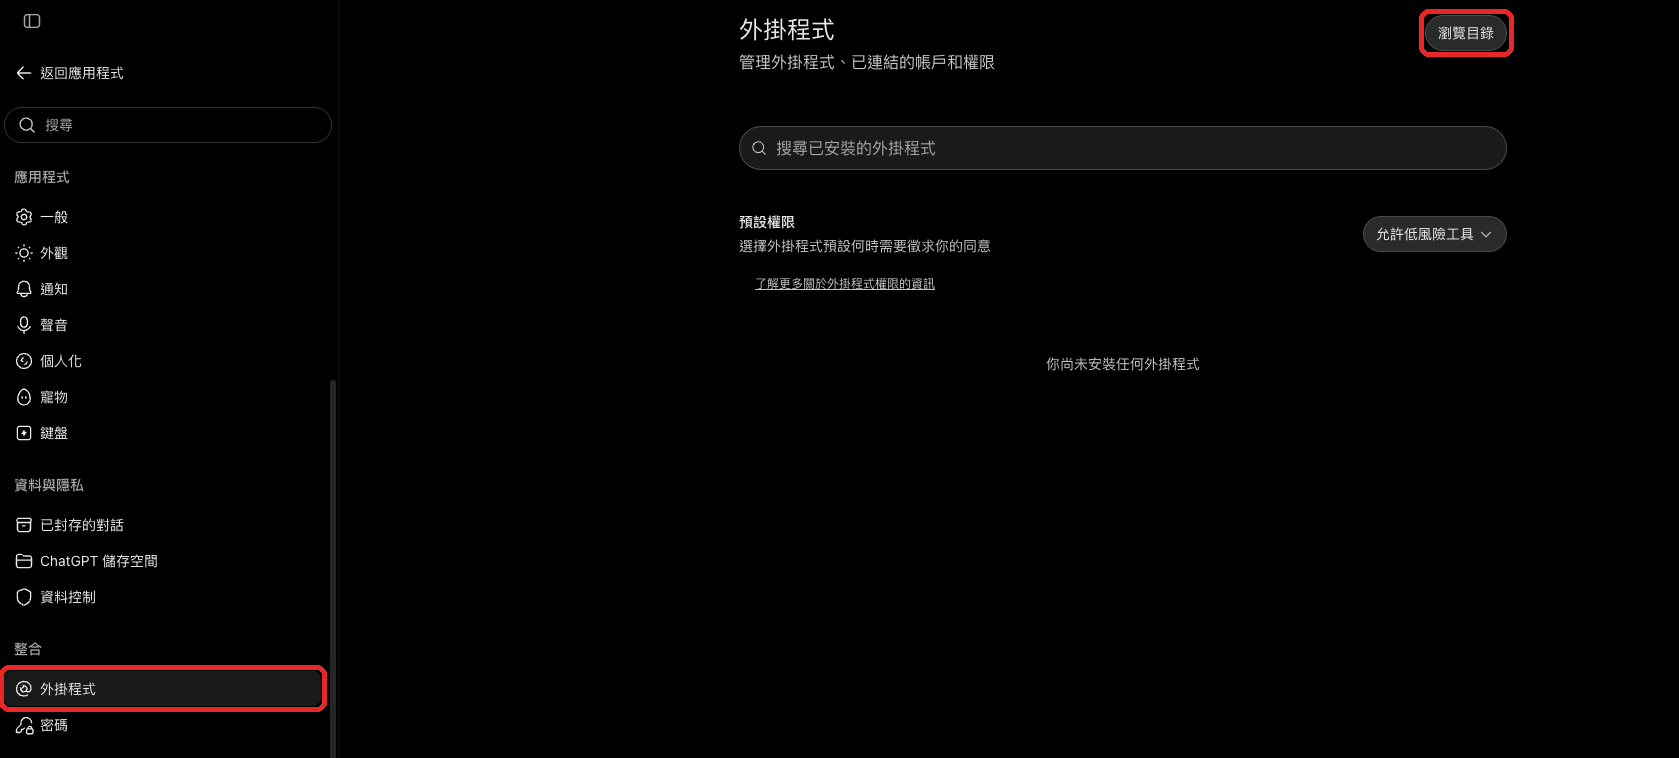 返回應用程式
搜尋
應用程式
一般
外觀
通知
聲音
個人化
寵物
鍵盤
資料與隱私
已封存的對話
ChatGPT 儲存空間
資料控制
整合
外掛程式
密碼
外掛程式
瀏覽目錄
管理外掛程式、已連結的帳戶和權限
搜尋已安裝的外掛程式
預設權限
選擇外掛程式預設何時需要徵求你的同意
允許低風險工具
了解更多關於外掛程式權限的資訊
你尚未安裝任何外掛程式